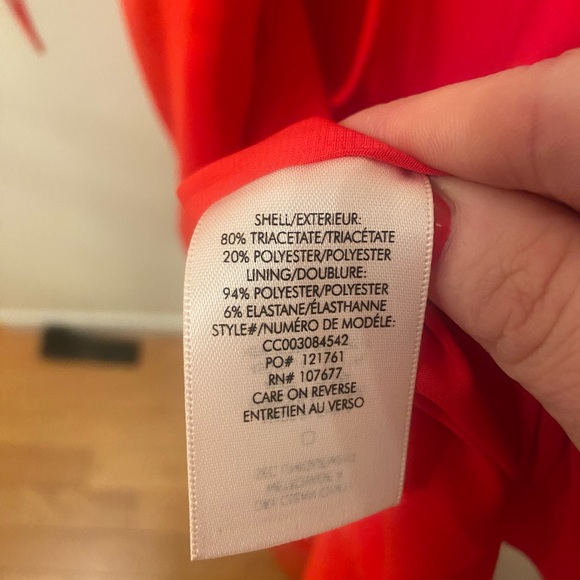 SHELL/EXTERIEUR:
80% TRIACETATE/TRIACÉTATE
20% POLYESTER/POLYESTER
LINING/DOUBLURE:
94% POLYESTER/POLYESTER
6% ELASTANE/ÉLASTHANNE
STYLE#/NUMÉRO DE MODÉLE:
CC003084542
PO# 121761
RN# 107677
CARE ON REVERSE
ENTRETIEN AU VERSO